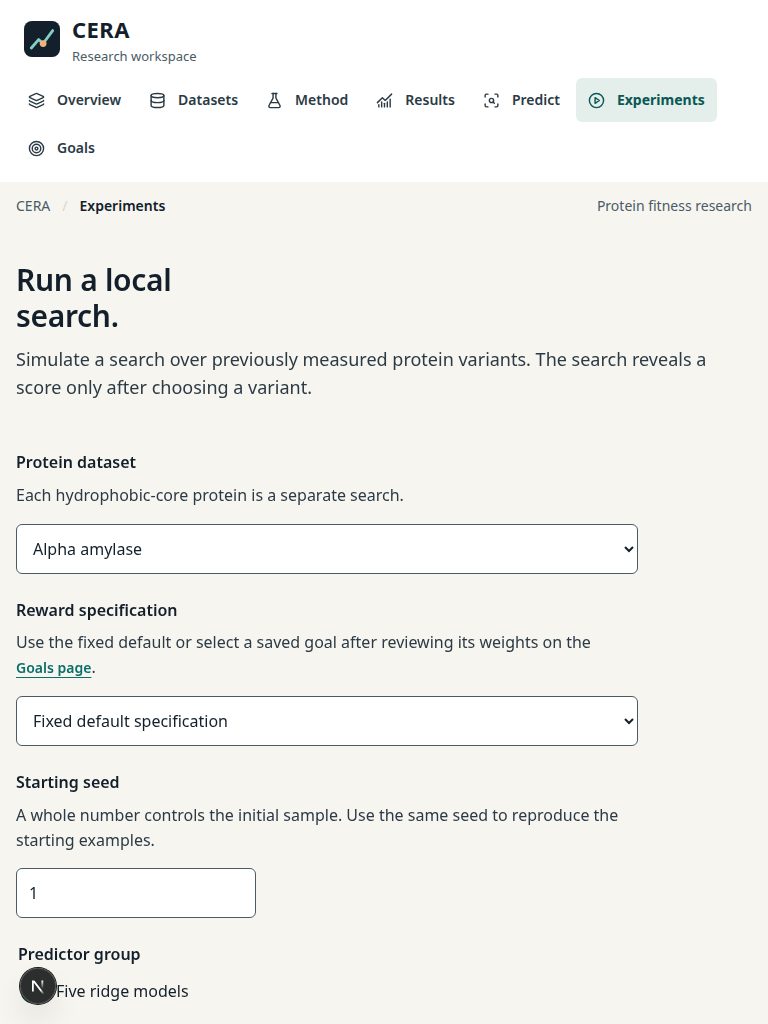 CERA
Research workspace
Overview
Datasets
Method
Results
Predict
Experiments
Goals
CERA / Experiments
Protein fitness research
Run a local
search.
Simulate a search over previously measured protein variants. The search reveals a
score only after choosing a variant.
Protein dataset
Each hydrophobic-core protein is a separate search.
Alpha amylase
Reward specification
Use the fixed default or select a saved goal after reviewing its weights on the
Goals page.
Fixed default specification
Starting seed
A whole number controls the initial sample. Use the same seed to reproduce the
starting examples.
1
Predictor group
N
Five ridge models